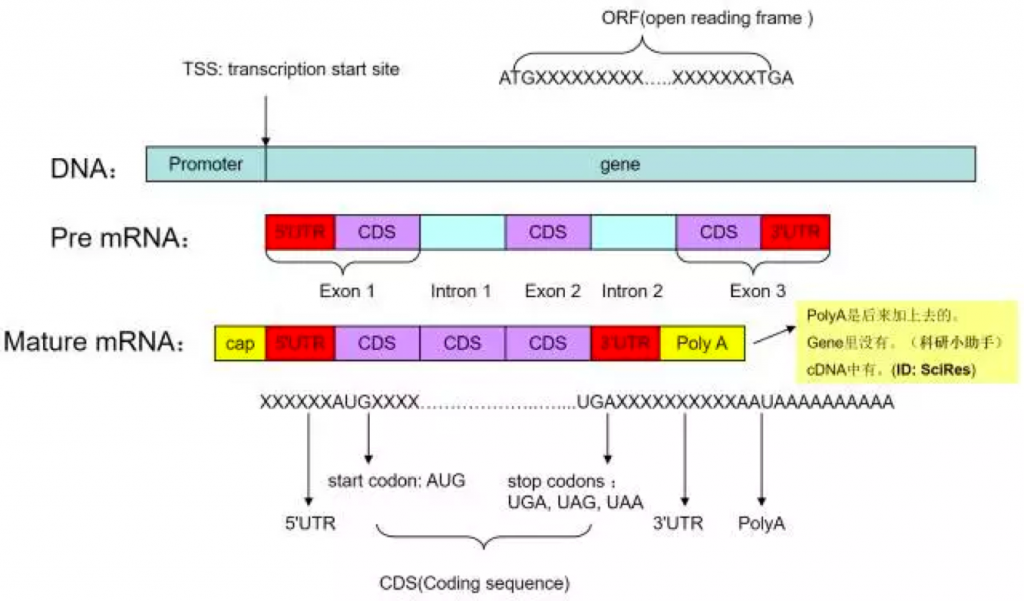 ORF(open reading frame )
TSS: transcription start site
ATGXXXXXXXXX.....XXXXXXXTGA
DNA：
Promoter
gene
Pre mRNA：
5'UTR
CDS
CDS
CDS
3'UTR
Exon 1
Intron 1
Exon 2
Intron 2
Exon 3
Mature mRNA：
cap
5'UTR
CDS
CDS
CDS
3'UTR
Poly A
PolyA是后来加上去的。
Gene里没有。（科研小助手）
cDNA中有。(ID: SciRes)
XXXXXXAUGXXXX.........................UGAXXXXXXXXXXAAUAAAAAAAAAA
start codon: AUG
stop codons：
UGA, UAG, UAA
5'UTR
3'UTR
PolyA
CDS(Coding sequence)